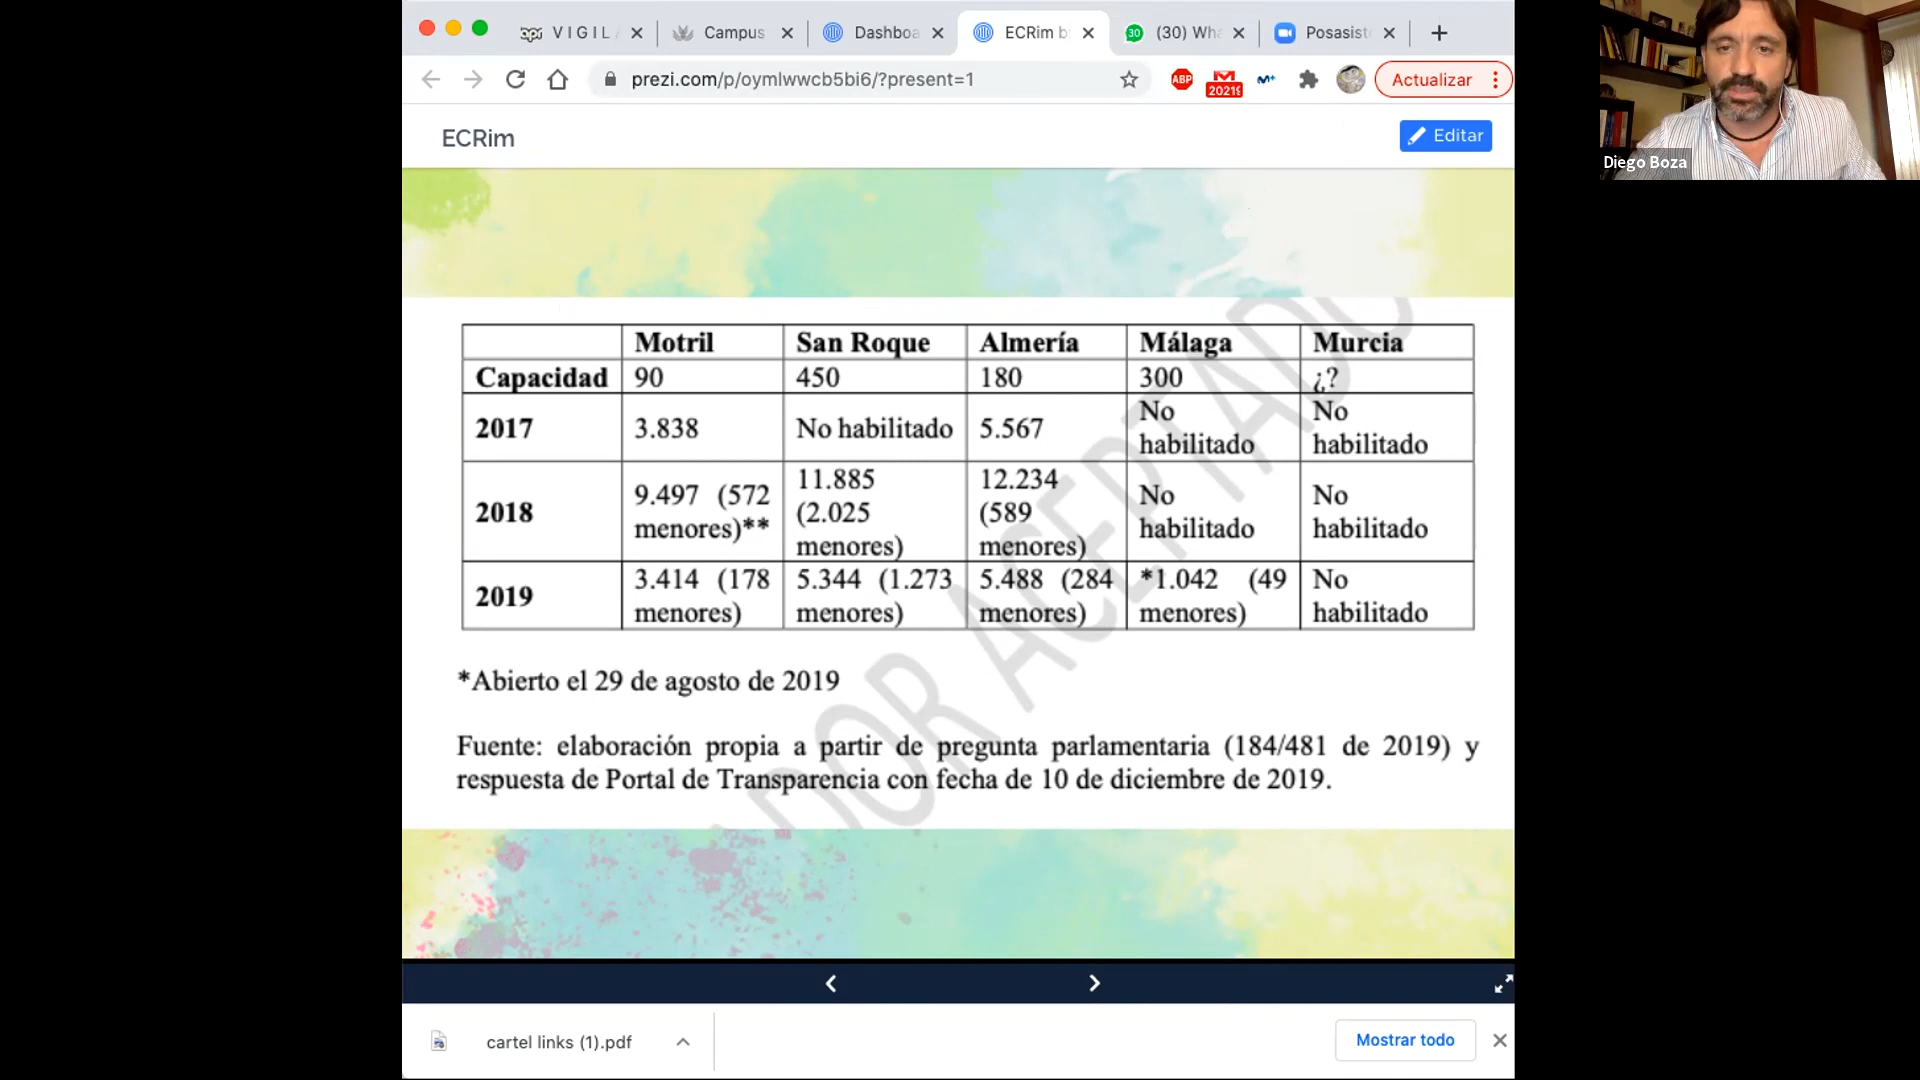 V I G I L
Campus
Dashboa
ECRim b
30
(30) Wha
Posasist
prezi.com/p/oymlwwcb5bi6/?present=1
ABP
2021
Actualizar
ECRim
Editar
Diego Boza
Motril San Roque Almería Málaga Murcia
Capacidad 90 450 180 300 ¿?
2017 3.838 No habilitado 5.567 No habilitado No habilitado
2018 9.497 (572 menores)** 11.885 (2.025 menores) 12.234 (589 menores) No habilitado No habilitado
2019 3.414 (178 menores) 5.344 (1.273 menores) 5.488 (284 menores) *1.042 (49 menores) No habilitado
*Abierto el 29 de agosto de 2019
Fuente: elaboración propia a partir de pregunta parlamentaria (184/481 de 2019) y
respuesta de Portal de Transparencia con fecha de 10 de diciembre de 2019.
DOR ACEPTADO
cartel links (1).pdf
Mostrar todo